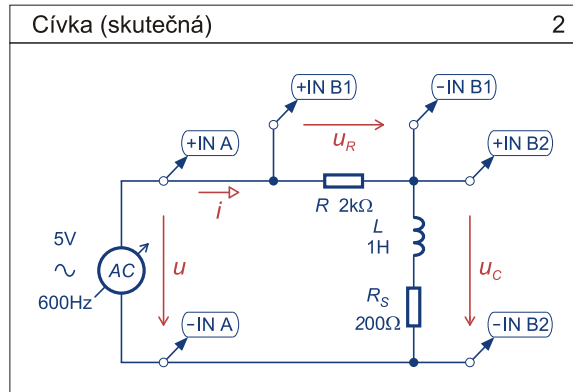 Cívka (skutečná) 2
+IN B1 −IN B1
+IN A +IN B2
u_R
i
R 2kΩ
L
1H
5V
AC
600Hz
u
R_S
200Ω
u_C
−IN A −IN B2